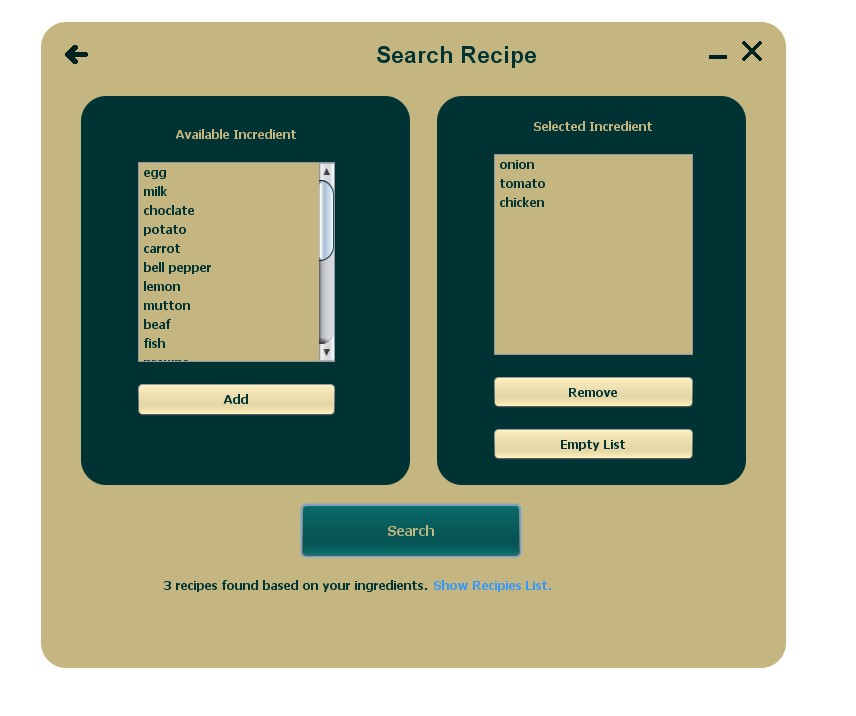 Search Recipe
Available Incredient
egg
milk
choclate
potato
carrot
bell pepper
lemon
mutton
beaf
fish
Add
Selected Incredient
onion
tomato
chicken
Remove
Empty List
Search
3 recipes found based on your ingredients. Show Recipies List.